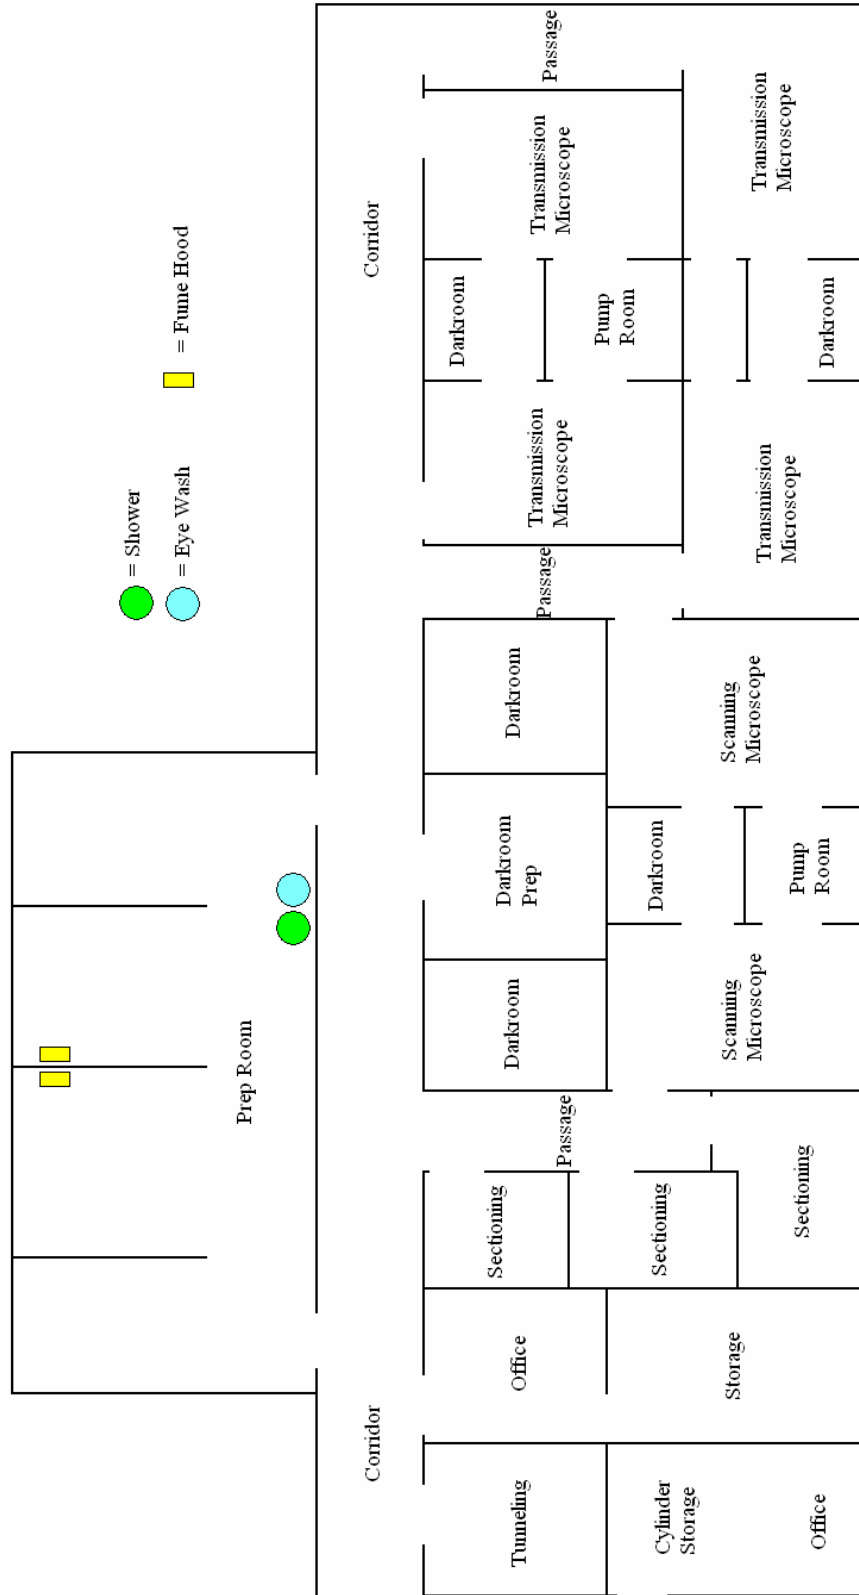 = Shower
= Eye Wash
= Fume Hood
Prep Room
Corridor
Corridor
Tunneling
Office
Sectioning
Passage
Darkroom
Darkroom
Prep
Darkroom
Passage
Transmission
Microscope
Darkroom
Transmission
Microscope
Passage
Cylinder
Storage
Storage
Sectioning
Darkroom
Pump
Room
Office
Sectioning
Scanning
Microscope
Pump
Room
Scanning
Microscope
Transmission
Microscope
Darkroom
Transmission
Microscope